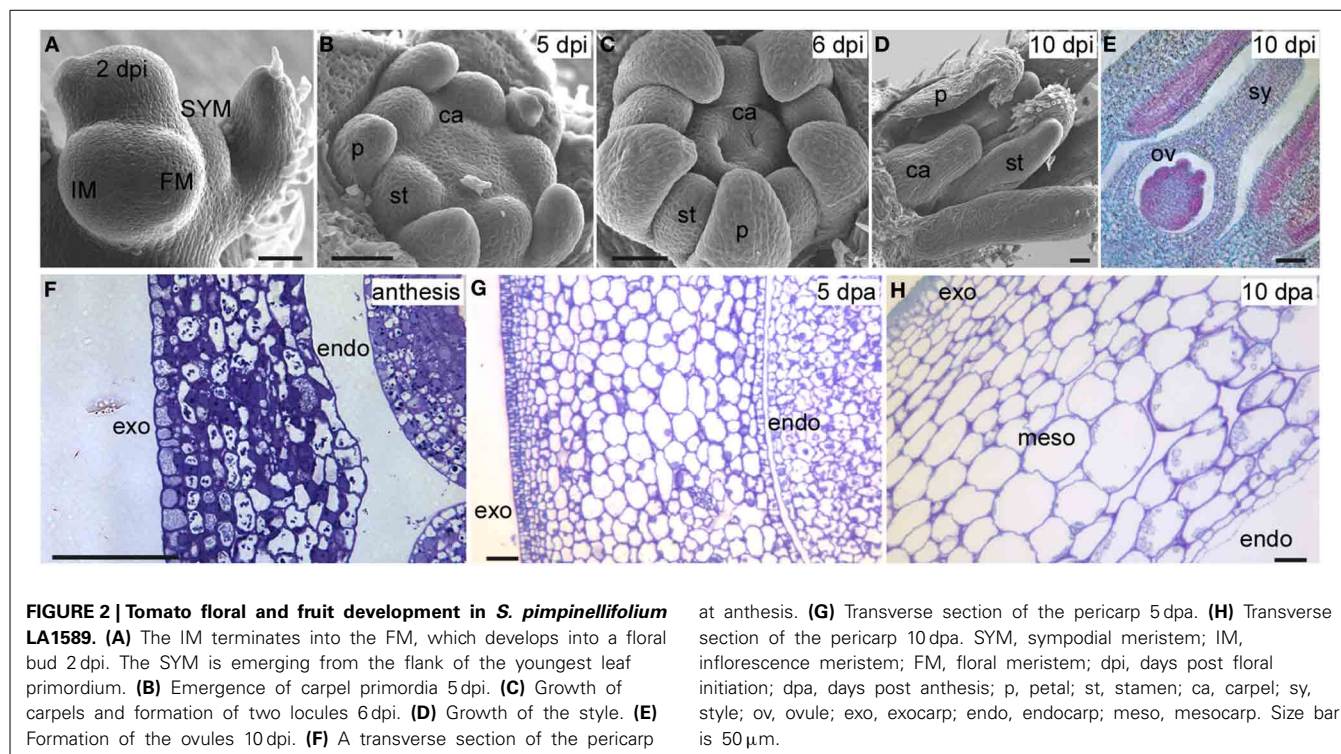 A
2 dpi
SYM
IM
FM
B
5 dpi
ca
p
st
C
6 dpi
ca
st
p
D
10 dpi
p
ca
st
E
10 dpi
sy
ov
F
anthesis
endo
exo
G
5 dpa
endo
exo
H
exo
10 dpa
meso
endo
FIGURE 2 | Tomato floral and fruit development in S. pimpinellifolium
LA1589. (A) The IM terminates into the FM, which develops into a floral
bud 2 dpi. The SYM is emerging from the flank of the youngest leaf
primordium. (B) Emergence of carpel primordia 5 dpi. (C) Growth of
carpels and formation of two locules 6 dpi. (D) Growth of the style. (E)
Formation of the ovules 10 dpi. (F) A transverse section of the pericarp
at anthesis. (G) Transverse section of the pericarp 5 dpa. (H) Transverse
section of the pericarp 10 dpa. SYM, sympodial meristem; IM,
inflorescence meristem; FM, floral meristem; dpi, days post floral
initiation; dpa, days post anthesis; p, petal; st, stamen; ca, carpel; sy,
style; ov, ovule; exo, exocarp; endo, endocarp; meso, mesocarp. Size bar
is 50 μm.